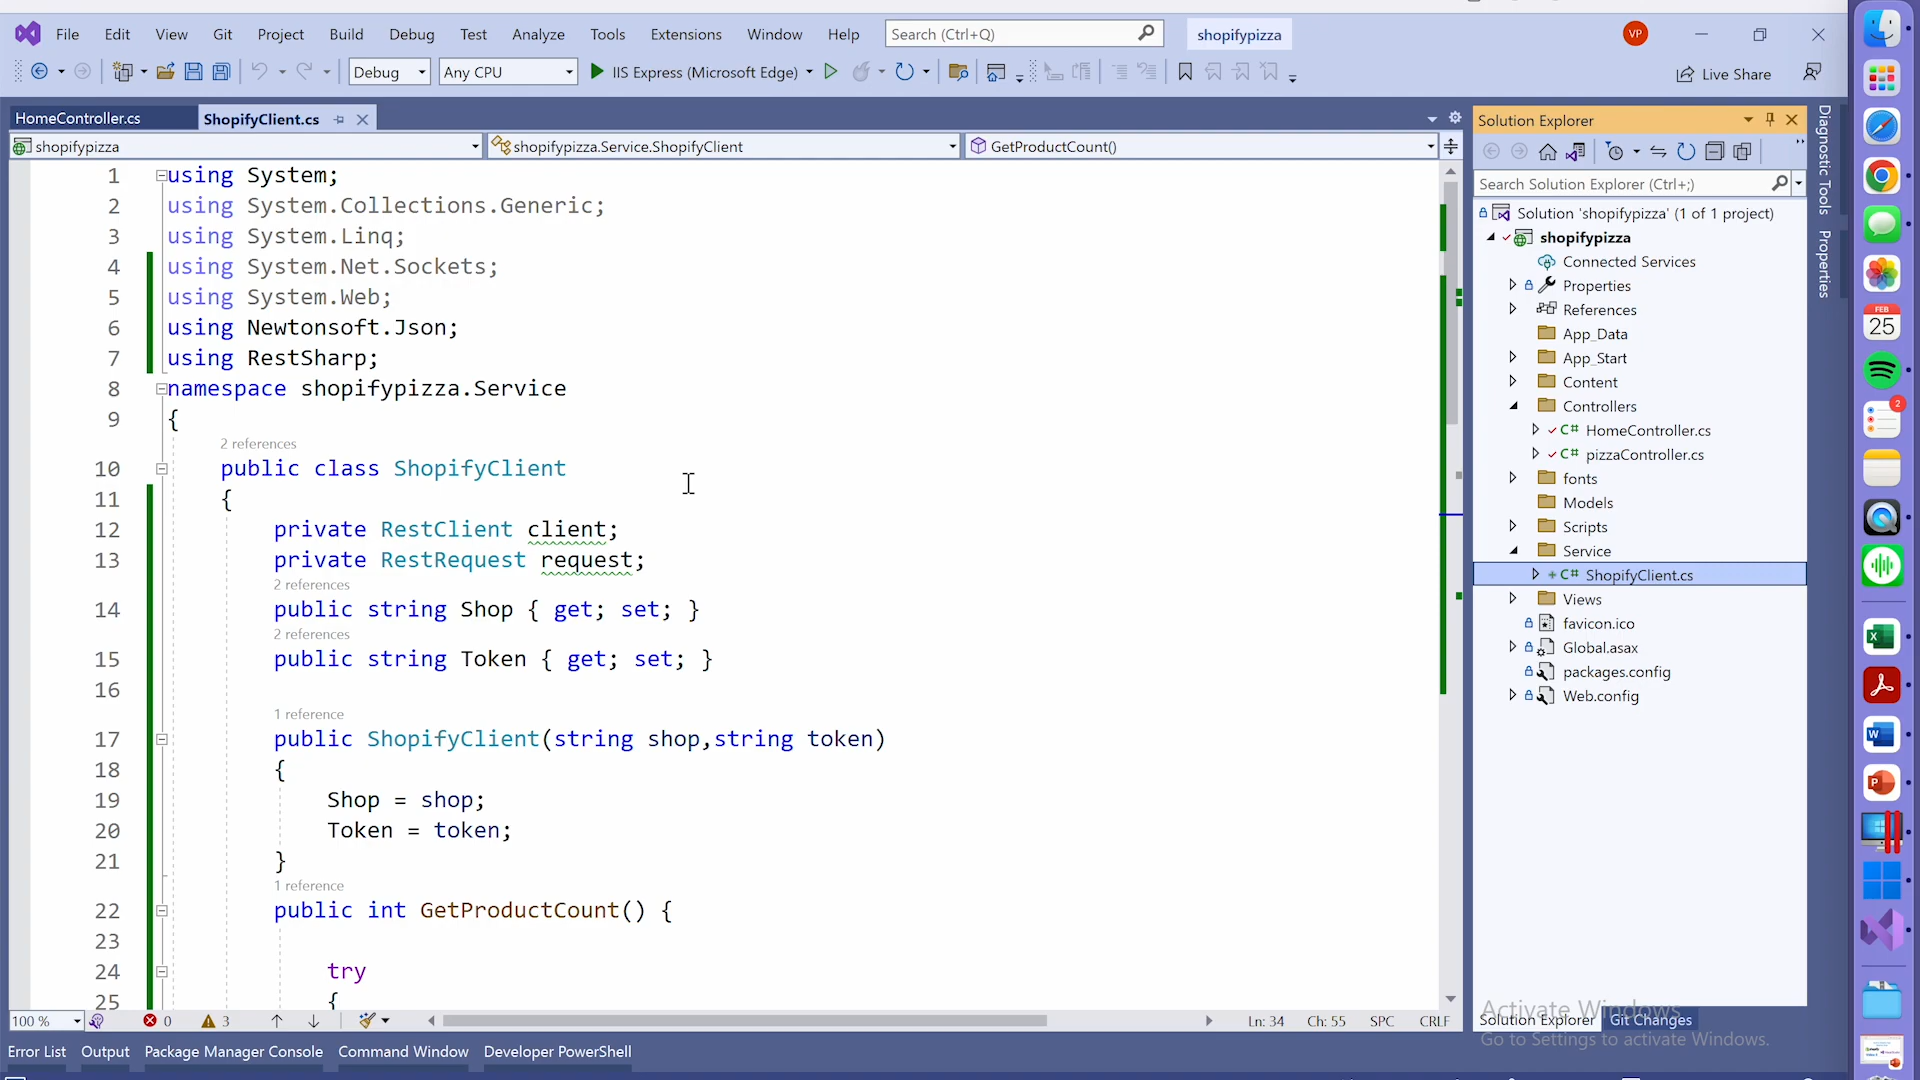 File Edit View Git Project Build Debug Test Analyze Tools Extensions Window Help Search (Ctrl+Q) shopifypizza VP
Debug Any CPU IIS Express (Microsoft Edge) Live Share
HomeController.cs ShopifyClient.cs
shopifypizza shopifypizza.Service.ShopifyClient GetProductCount()
1 using System;
2 using System.Collections.Generic;
3 using System.Linq;
4 using System.Net.Sockets;
5 using System.Web;
6 using Newtonsoft.Json;
7 using RestSharp;
8 namespace shopifypizza.Service
9 {
2 references
10 public class ShopifyClient
11 {
12 private RestClient client;
13 private RestRequest request;
2 references
14 public string Shop { get; set; }
2 references
15 public string Token { get; set; }
16
1 reference
17 public ShopifyClient(string shop,string token)
18 {
19 Shop = shop;
20 Token = token;
21 }
1 reference
22 public int GetProductCount() {
23
24 try
25 {
100 % 0 3 Ln: 34 Ch: 55 SPC CRLF
Error List Output Package Manager Console Command Window Developer PowerShell
Solution Explorer
Search Solution Explorer (Ctrl+;)
Solution 'shopifypizza' (1 of 1 project)
shopifypizza
Connected Services
Properties
References
App_Data
App_Start
Content
Controllers
C# HomeController.cs
C# pizzaController.cs
fonts
Models
Scripts
Service
C# ShopifyClient.cs
Views
favicon.ico
Global.asax
packages.config
Web.config
Activate Windows
Solution Explorer Git Changes
Go to Settings to activate Windows.
Diagnostic Tools
Properties
FEB
25
2